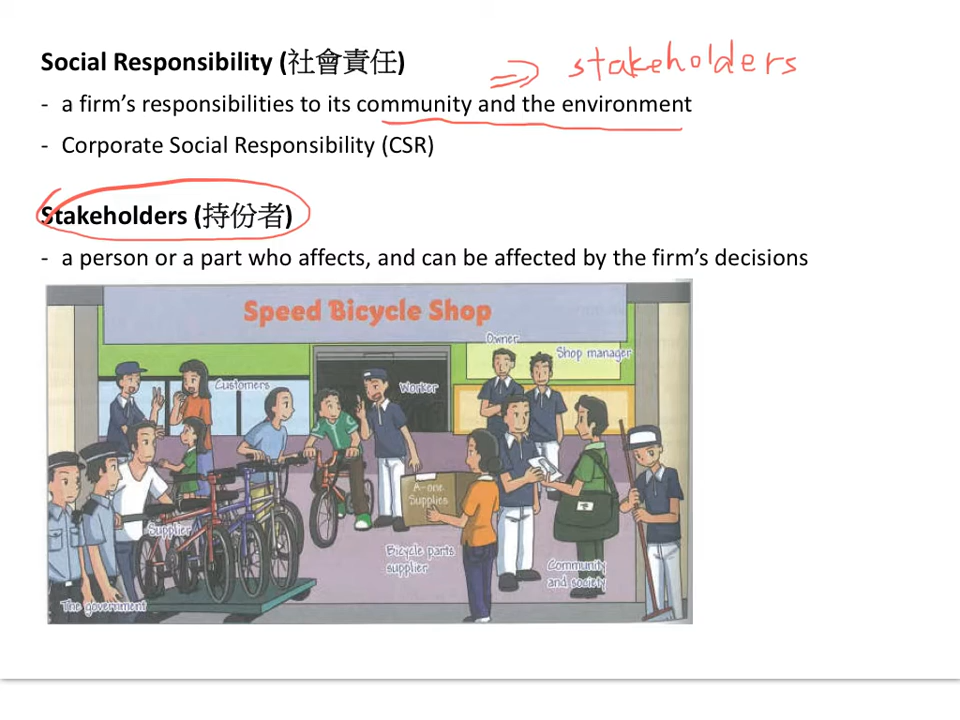 Social Responsibility (社會責任)
⇒ stakeholders
- a firm's responsibilities to its community and the environment
- Corporate Social Responsibility (CSR)
Stakeholders (持份者)
- a person or a part who affects, and can be affected by the firm's decisions
Speed Bicycle Shop
Owner
Shop manager
Customers
Worker
A-one
Supplies
Supplier
Bicycle parts
supplier
Community
and society
The government